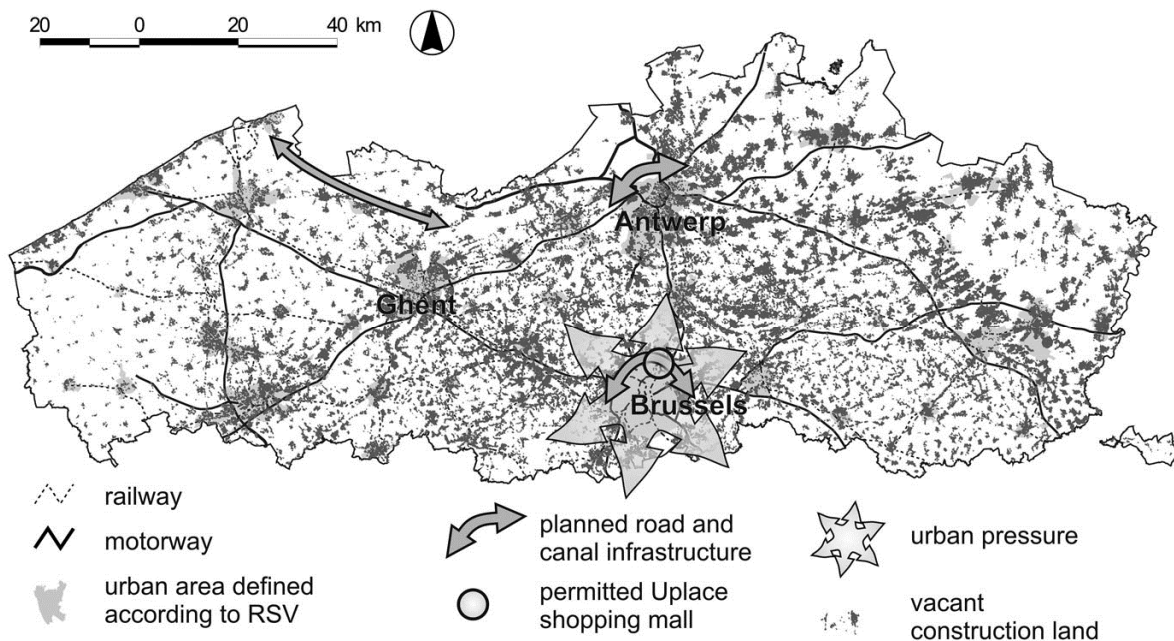 20 0 20 40 km
Antwerp
Ghent
Brussels
railway
motorway
urban area defined
according to RSV
planned road and
canal infrastructure
permitted Uplace
shopping mall
urban pressure
vacant
construction land